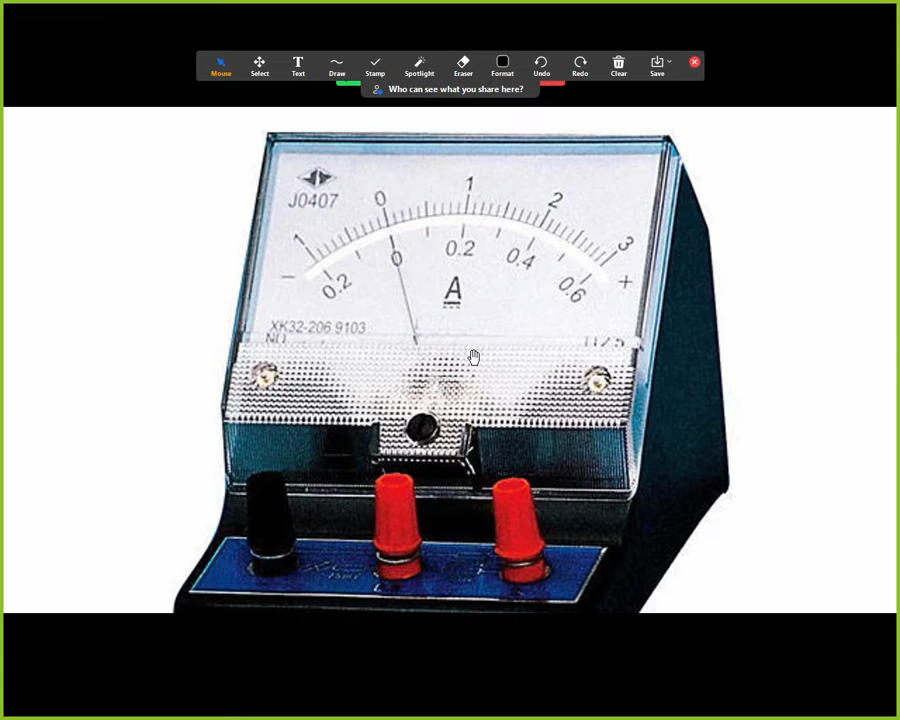 Mouse Select Text Draw Stamp Spotlight Eraser Format Undo Redo Clear Save
Who can see what you share here?
J0407
1 0 1 2 3
− 0.2 0 0.2 0.4 0.6 +
A
XK32-206 9103
NO